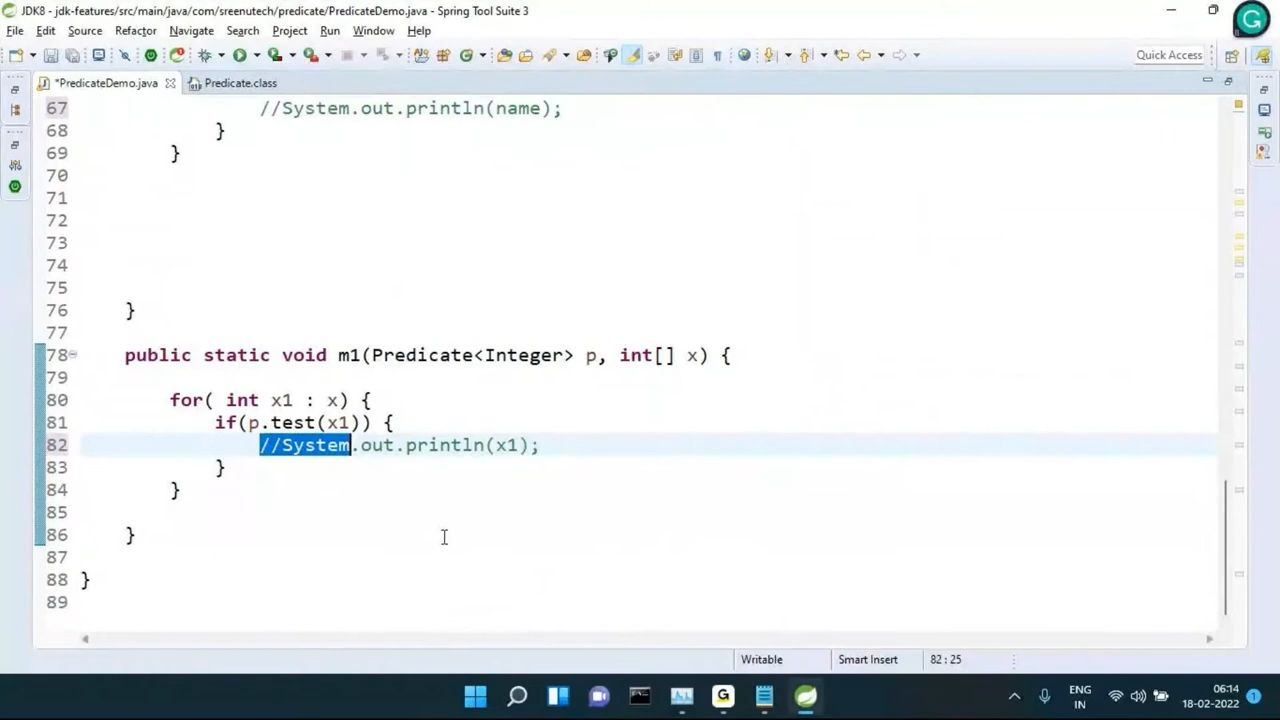 JDK8 - jdk-features/src/main/java/com/sreenutech/predicate/PredicateDemo.java - Spring Tool Suite 3
File Edit Source Refactor Navigate Search Project Run Window Help
Quick Access
*PredicateDemo.java Predicate.class
67 //System.out.println(name);
68 }
69 }
70
71
72
73
74
75
76 }
77
78 public static void m1(Predicate<Integer> p, int[] x) {
79
80 for( int x1 : x) {
81 if(p.test(x1)) {
82 //System.out.println(x1);
83 }
84 }
85
86 }
87
88 }
89
Writable Smart Insert 82 : 25
ENG
IN
06:14
18-02-2022
1